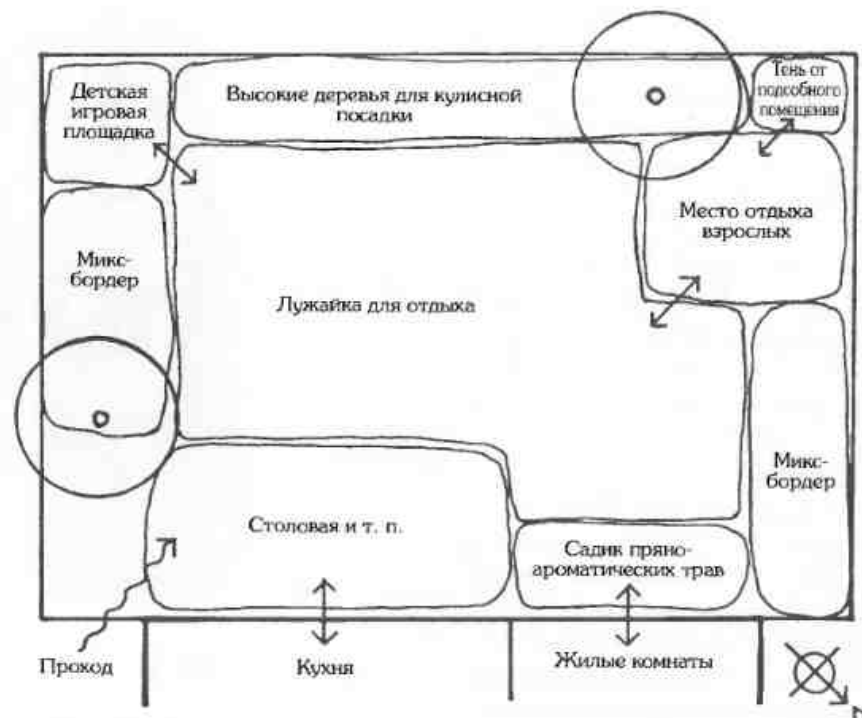 Детская
игровая
площадка
Высокие деревья для кулисной
посадки
Тень от
подсобного
помещения
Место отдыха
взрослых
Микс-
бордер
Лужайка для отдыха
Микс-
бордер
Столовая и т. п.
Садик пряно-
ароматических трав
Проход
Кухня
Жилые комнаты